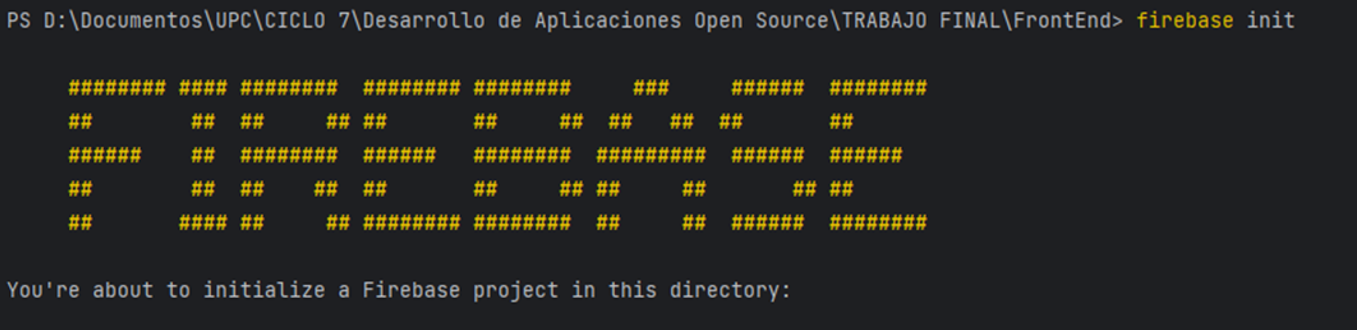 PS D:\Documentos\UPC\CICLO 7\Desarrollo de Aplicaciones Open Source\TRABAJO FINAL\FrontEnd> firebase init
######## #### ########  ######## ########     ###     ######  ########
##        ##  ##     ## ##       ##     ##  ##   ##  ##       ##
######    ##  ########  ######   ########  #########  ######  ######
##        ##  ##    ##  ##       ##     ## ##     ##       ## ##
##       #### ##     ## ######## ########  ##     ##  ######  ########
You're about to initialize a Firebase project in this directory: